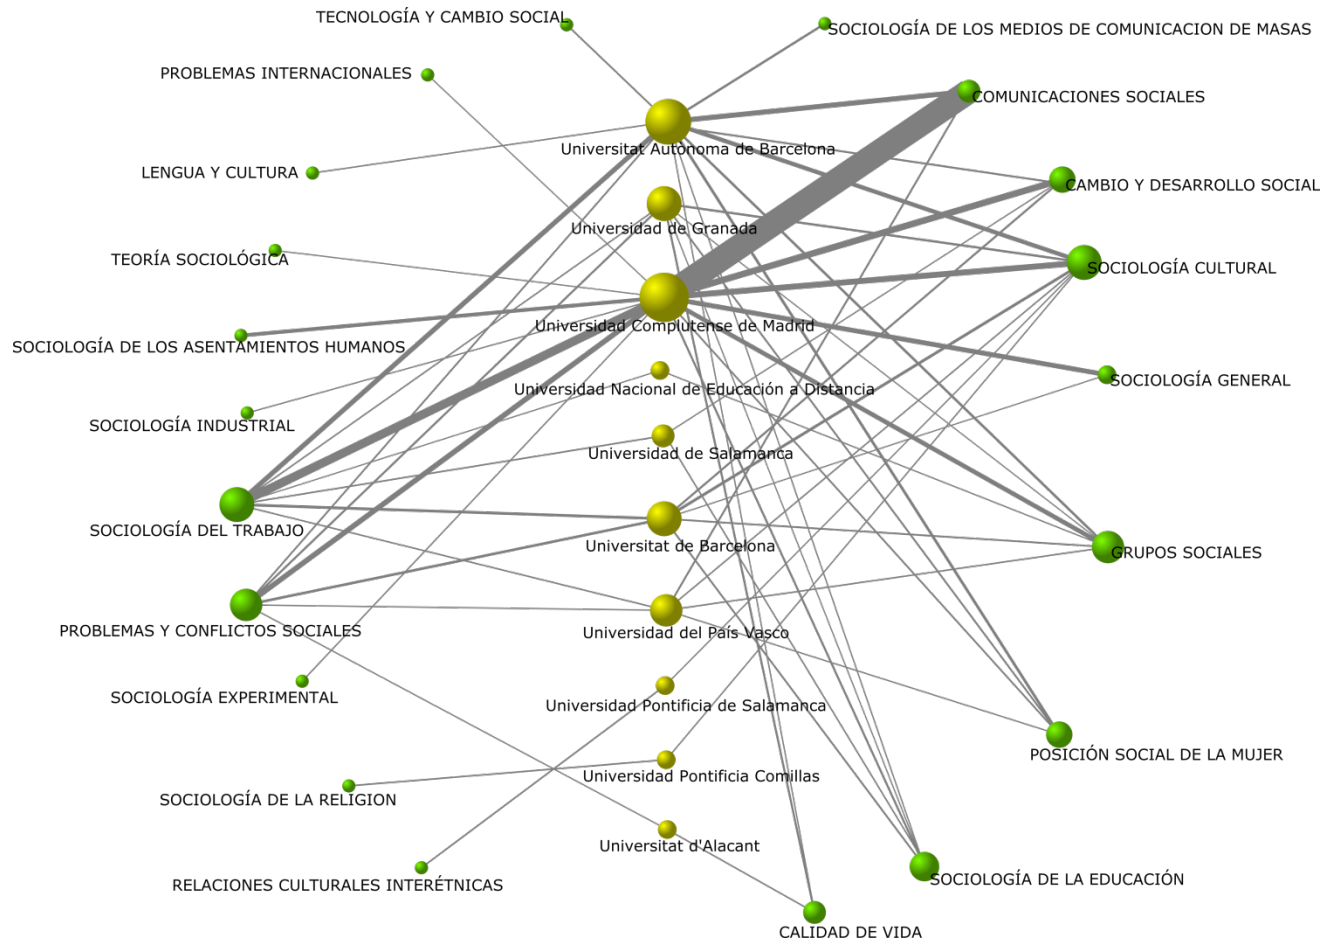 TECNOLOGÍA Y CAMBIO SOCIAL
SOCIOLOGÍA DE LOS MEDIOS DE COMUNICACION DE MASAS
PROBLEMAS INTERNACIONALES
COMUNICACIONES SOCIALES
Universitat Autònoma de Barcelona
LENGUA Y CULTURA
CAMBIO Y DESARROLLO SOCIAL
Universidad de Granada
TEORÍA SOCIOLÓGICA
SOCIOLOGÍA CULTURAL
Universidad Complutense de Madrid
SOCIOLOGÍA DE LOS ASENTAMIENTOS HUMANOS
SOCIOLOGÍA GENERAL
Universidad Nacional de Educación a Distancia
SOCIOLOGÍA INDUSTRIAL
Universidad de Salamanca
SOCIOLOGÍA DEL TRABAJO
Universitat de Barcelona
GRUPOS SOCIALES
PROBLEMAS Y CONFLICTOS SOCIALES
Universidad del País Vasco
SOCIOLOGÍA EXPERIMENTAL
Universidad Pontificia de Salamanca
POSICIÓN SOCIAL DE LA MUJER
Universidad Pontificia Comillas
SOCIOLOGÍA DE LA RELIGION
Universitat d'Alacant
RELACIONES CULTURALES INTERÉTNICAS
SOCIOLOGÍA DE LA EDUCACIÓN
CALIDAD DE VIDA